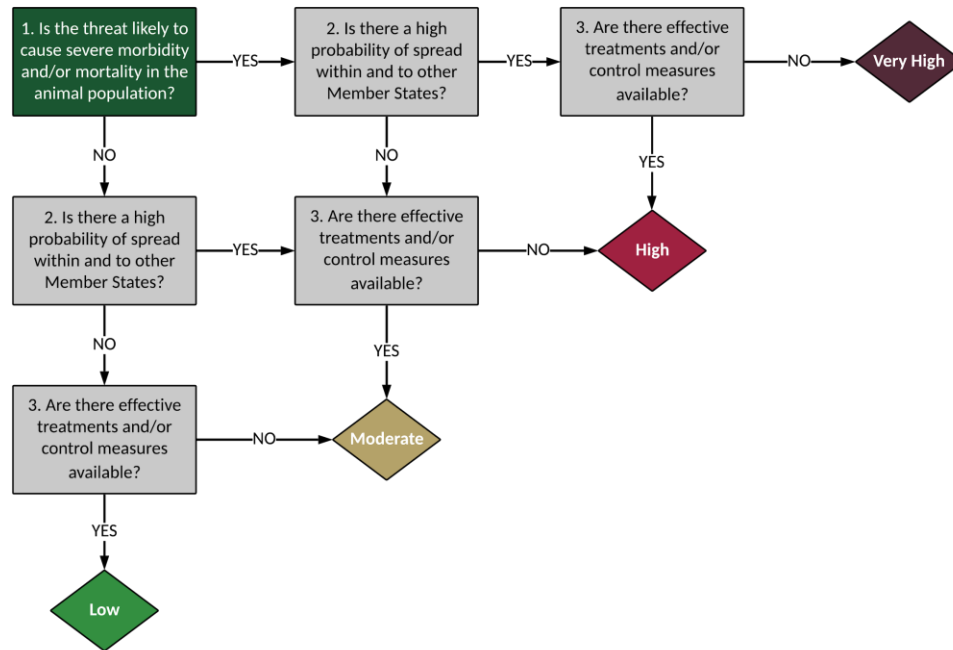 1. Is the threat likely to
cause severe morbidity
and/or mortality in the
animal population?
YES
2. Is there a high
probability of spread
within and to other
Member States?
YES
3. Are there effective
treatments and/or
control measures
available?
NO
Very High
NO
NO
YES
2. Is there a high
probability of spread
within and to other
Member States?
YES
3. Are there effective
treatments and/or
control measures
available?
NO
High
NO
YES
3. Are there effective
treatments and/or
control measures
available?
NO
Moderate
YES
Low